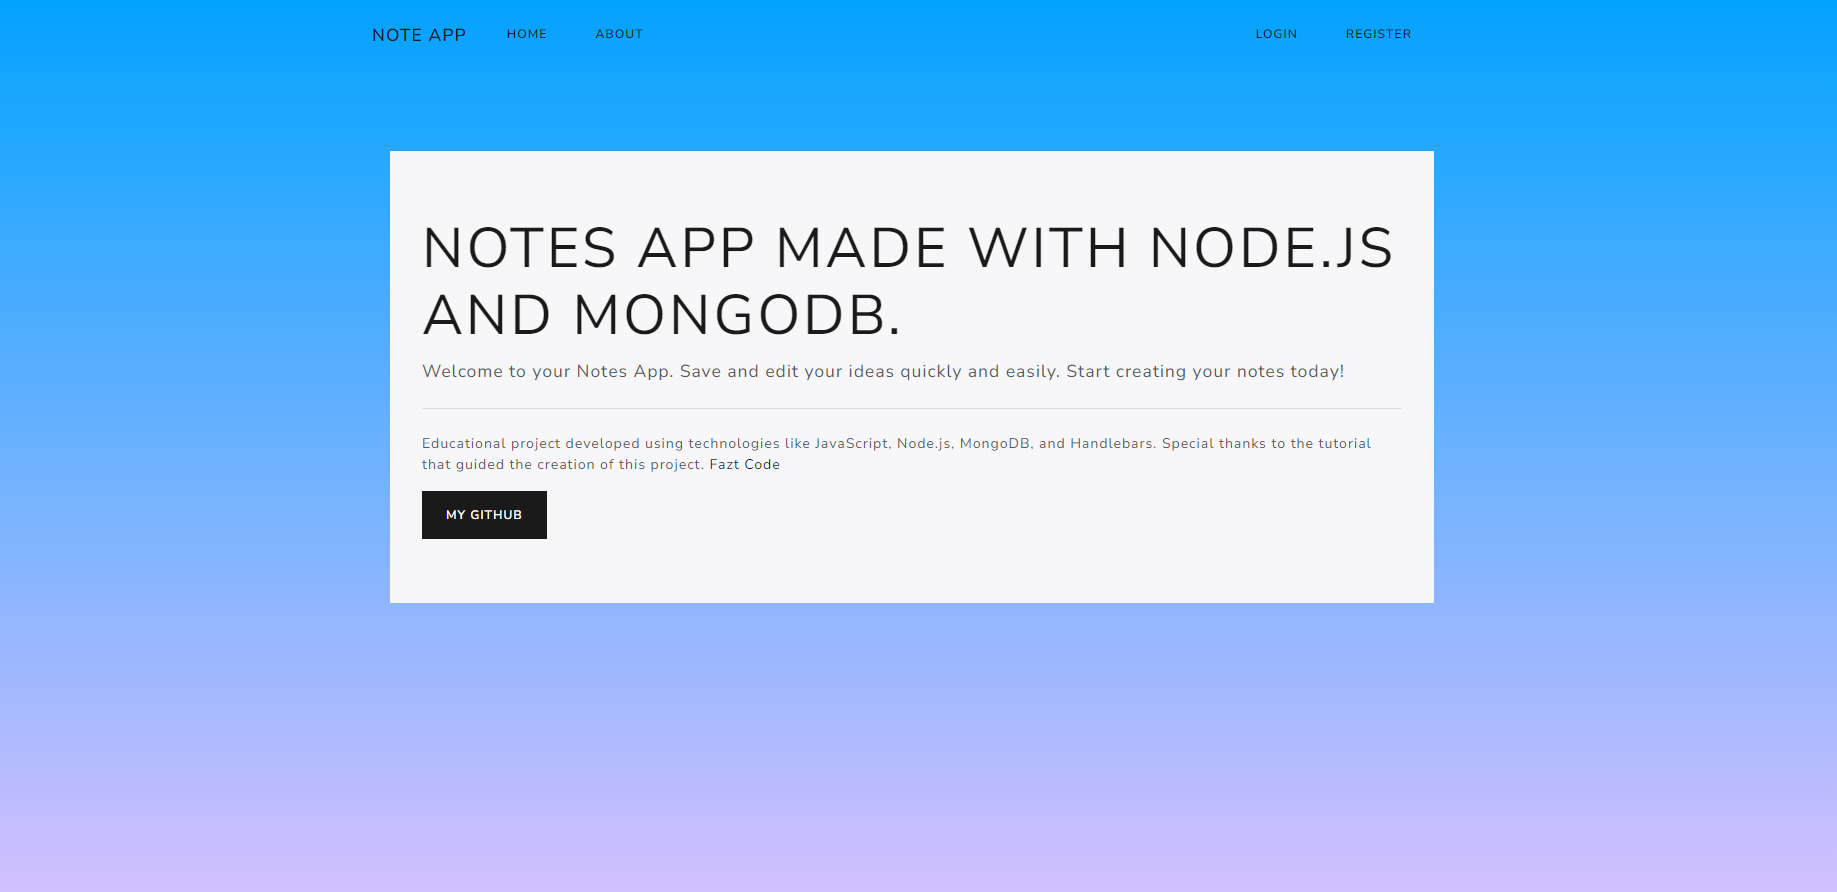 NOTE APP HOME ABOUT LOGIN REGISTER
NOTES APP MADE WITH NODE.JS
AND MONGODB.
Welcome to your Notes App. Save and edit your ideas quickly and easily. Start creating your notes today!
Educational project developed using technologies like JavaScript, Node.js, MongoDB, and Handlebars. Special thanks to the tutorial
that guided the creation of this project. Fazt Code
MY GITHUB